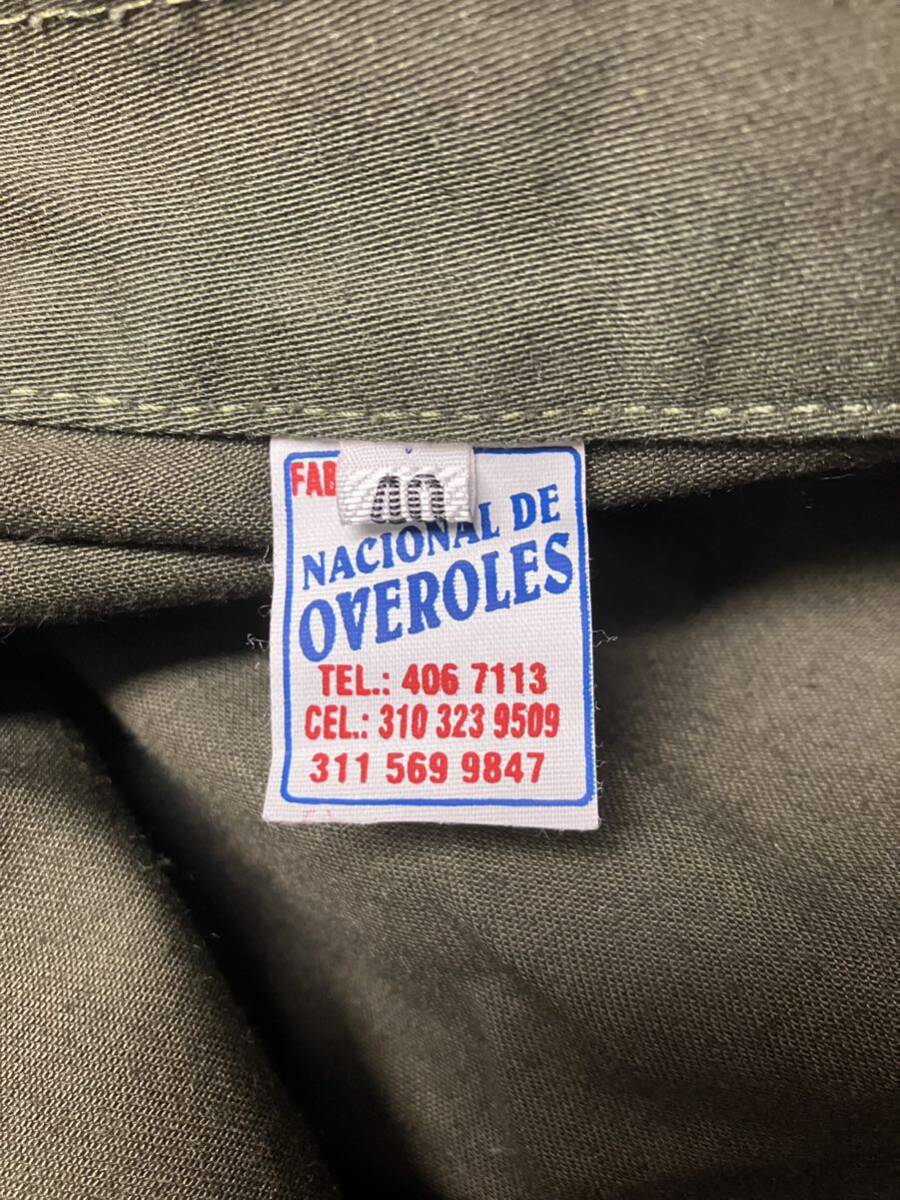 FAB
40
NACIONAL DE
OVEROLES
TEL.: 406 7113
CEL.: 310 323 9509
311 569 9847